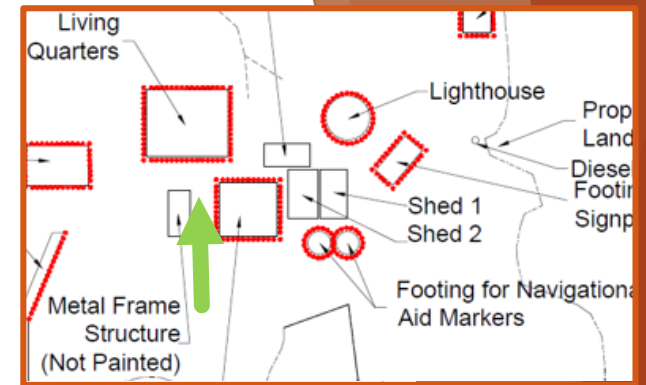 Living
Quarters
Lighthouse
Prop
Land
Diesel
Footin
Signp
Shed 1
Shed 2
Footing for Navigationa
Aid Markers
Metal Frame
Structure
(Not Painted)